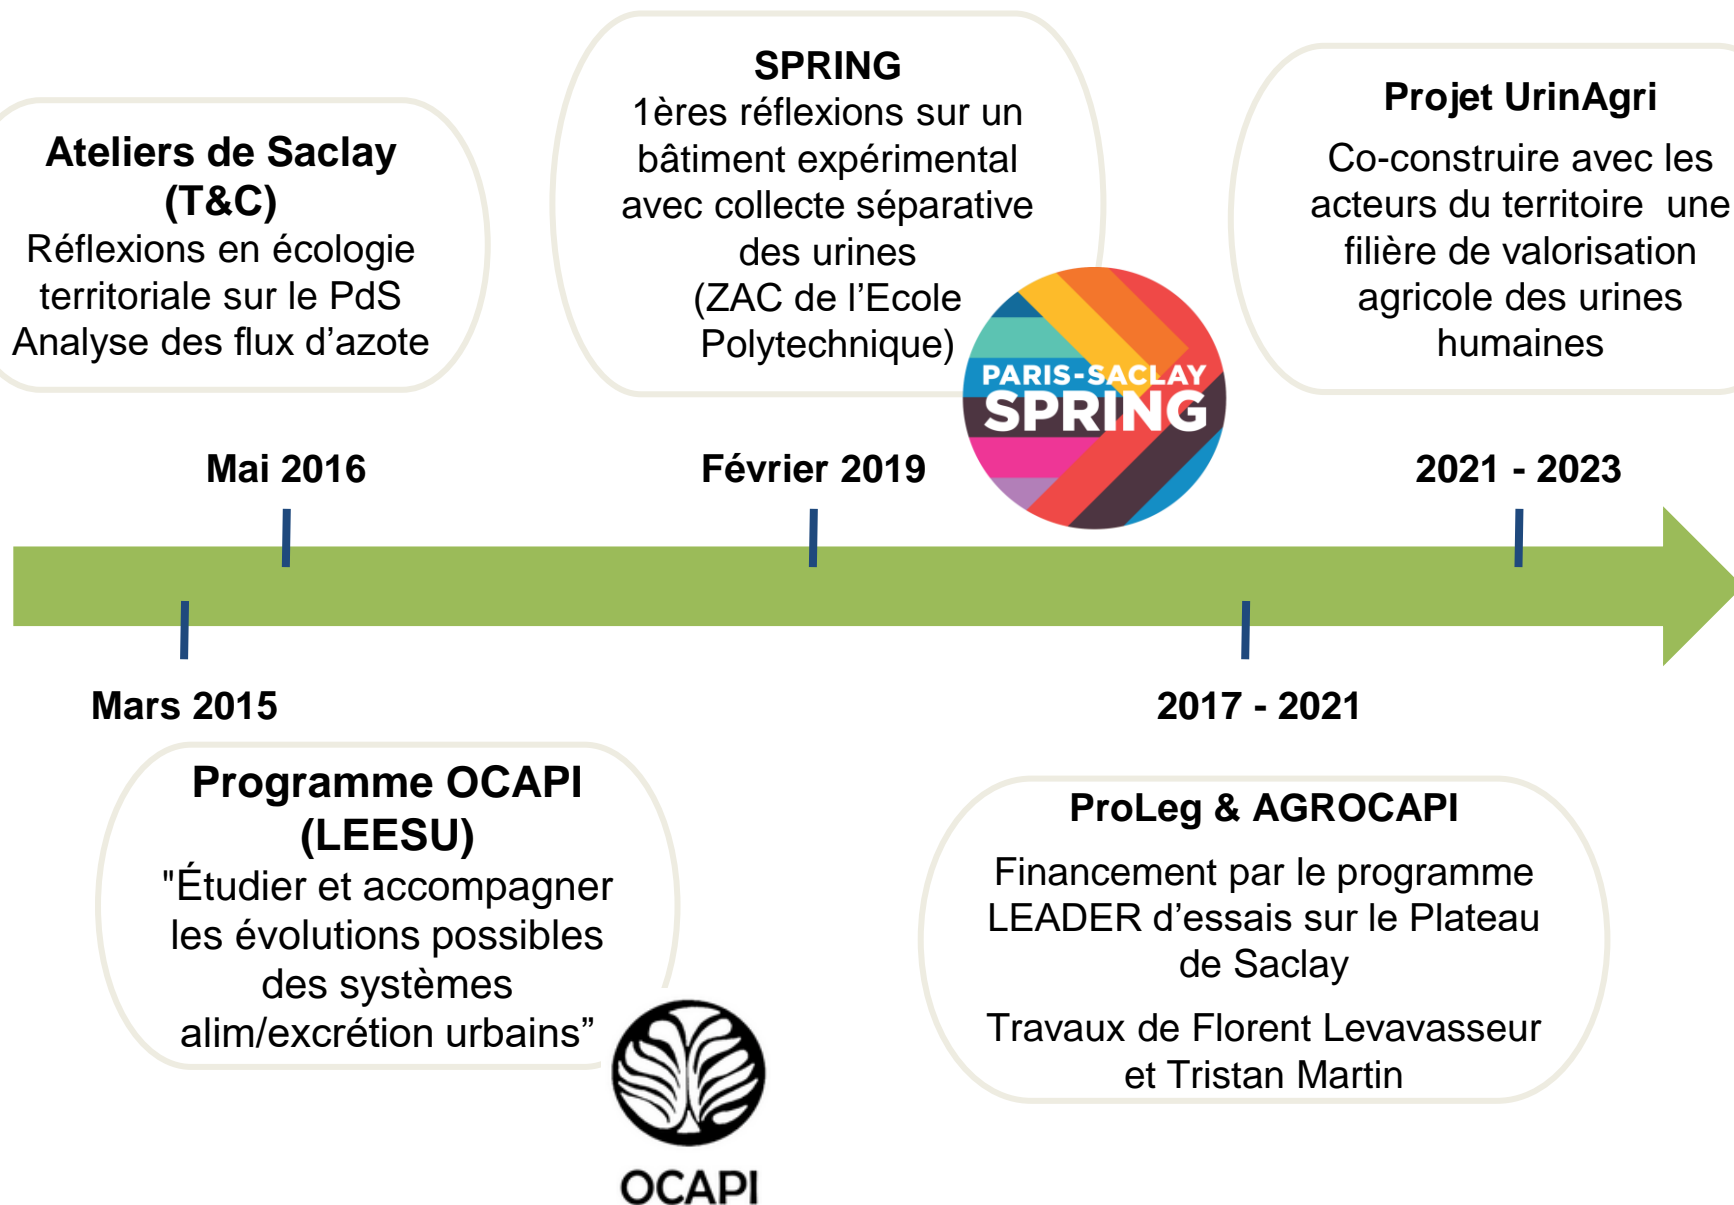 Ateliers de Saclay
(T&C)
Réflexions en écologie
territoriale sur le PdS
Analyse des flux d’azote
SPRING
1ères réflexions sur un
bâtiment expérimental
avec collecte séparative
des urines
(ZAC de l’Ecole
Polytechnique)
PARIS-SACLAY
SPRING
Projet UrinAgri
Co-construire avec les
acteurs du territoire  une
filière de valorisation
agricole des urines
humaines
Mai 2016
Février 2019
2021 - 2023
Mars 2015
2017 - 2021
Programme OCAPI
(LEESU)
"Étudier et accompagner
les évolutions possibles
des systèmes
alim/excrétion urbains”
OCAPI
ProLeg & AGROCAPI
Financement par le programme
LEADER d’essais sur le Plateau
de Saclay
Travaux de Florent Levavasseur
et Tristan Martin